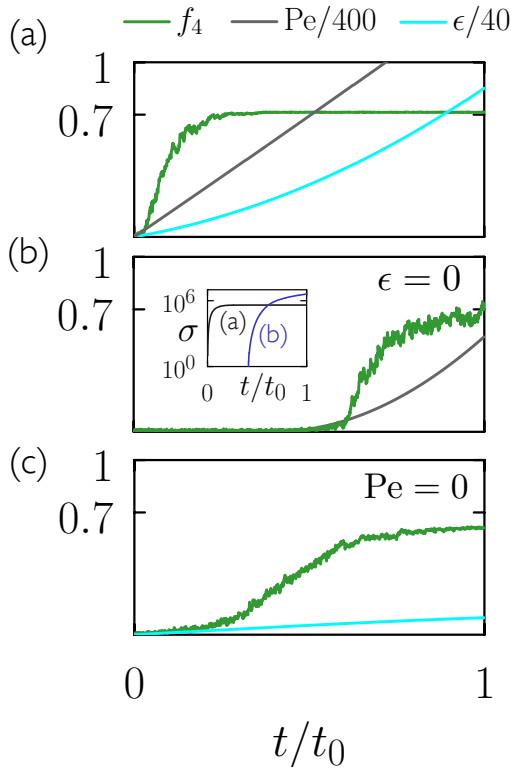 f₄ Pe/400 ϵ/40
(a)
1
0.7
(b)
1
0.7
ϵ = 0
10⁶
σ
(a)
(b)
10⁰
0 t/t₀ 1
(c)
1
0.7
Pe = 0
0 1
t/t₀